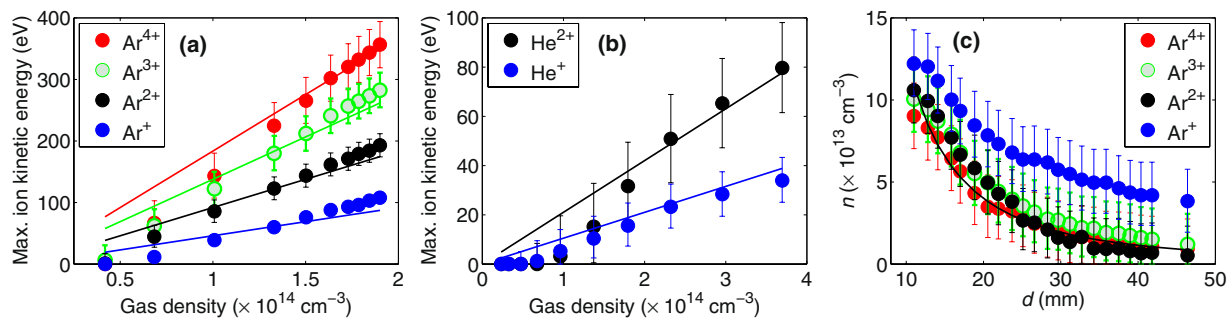 (a)
Ar4+
Ar3+
Ar2+
Ar+
Max. ion kinetic energy (eV)
400
300
200
100
0
0.5 1 1.5 2
Gas density (× 10^14 cm−3)
(b)
He2+
He+
Max. ion kinetic energy (eV)
100
80
60
40
20
0
0 1 2 3 4
Gas density (× 10^14 cm−3)
(c)
Ar4+
Ar3+
Ar2+
Ar+
n (× 10^13 cm−3)
15
10
5
0
10 20 30 40 50
d (mm)